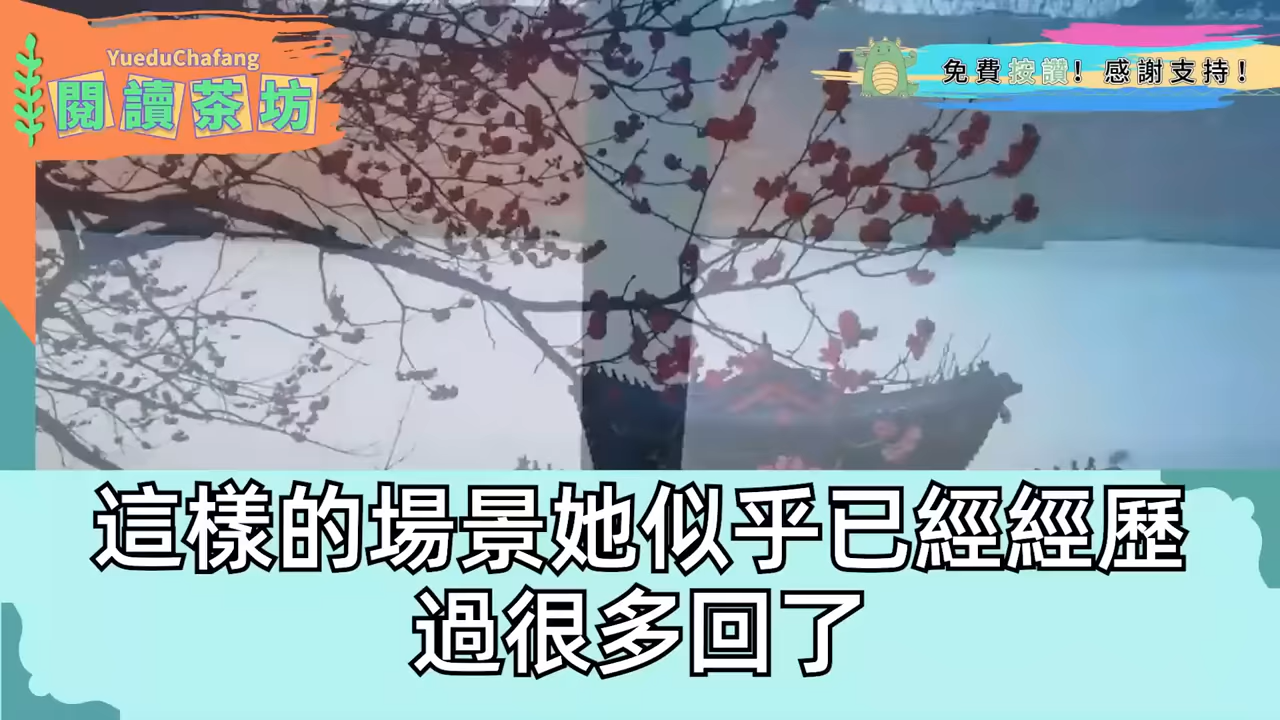 YueduChafang
閱讀茶坊
免費按讚！感謝支持！
這樣的場景她似乎已經經歷
過很多回了